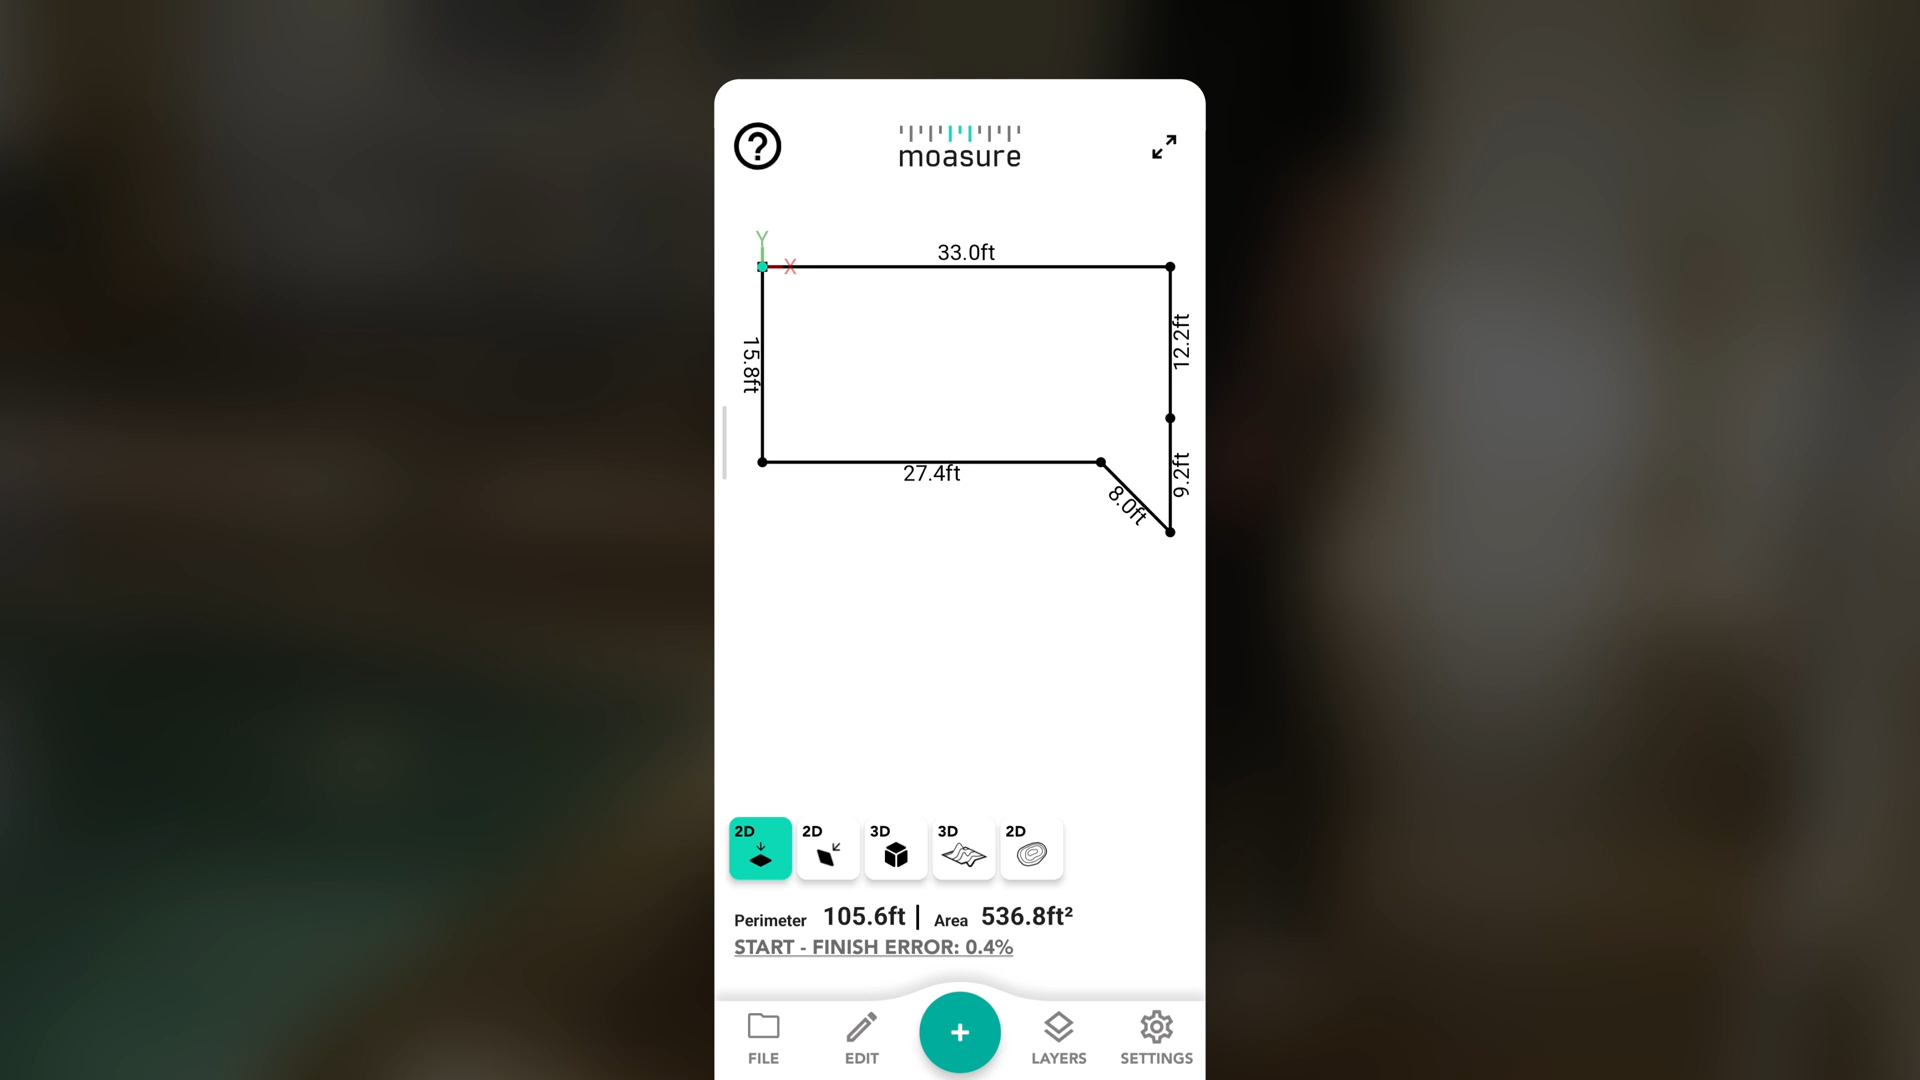 ?
moasure
Y
X
33.0ft
12.2ft
15.8ft
27.4ft
9.2ft
8.0ft
2D
2D
3D
3D
2D
Perimeter 105.6ft | Area 536.8ft²
START - FINISH ERROR: 0.4%
+
FILE
EDIT
LAYERS
SETTINGS